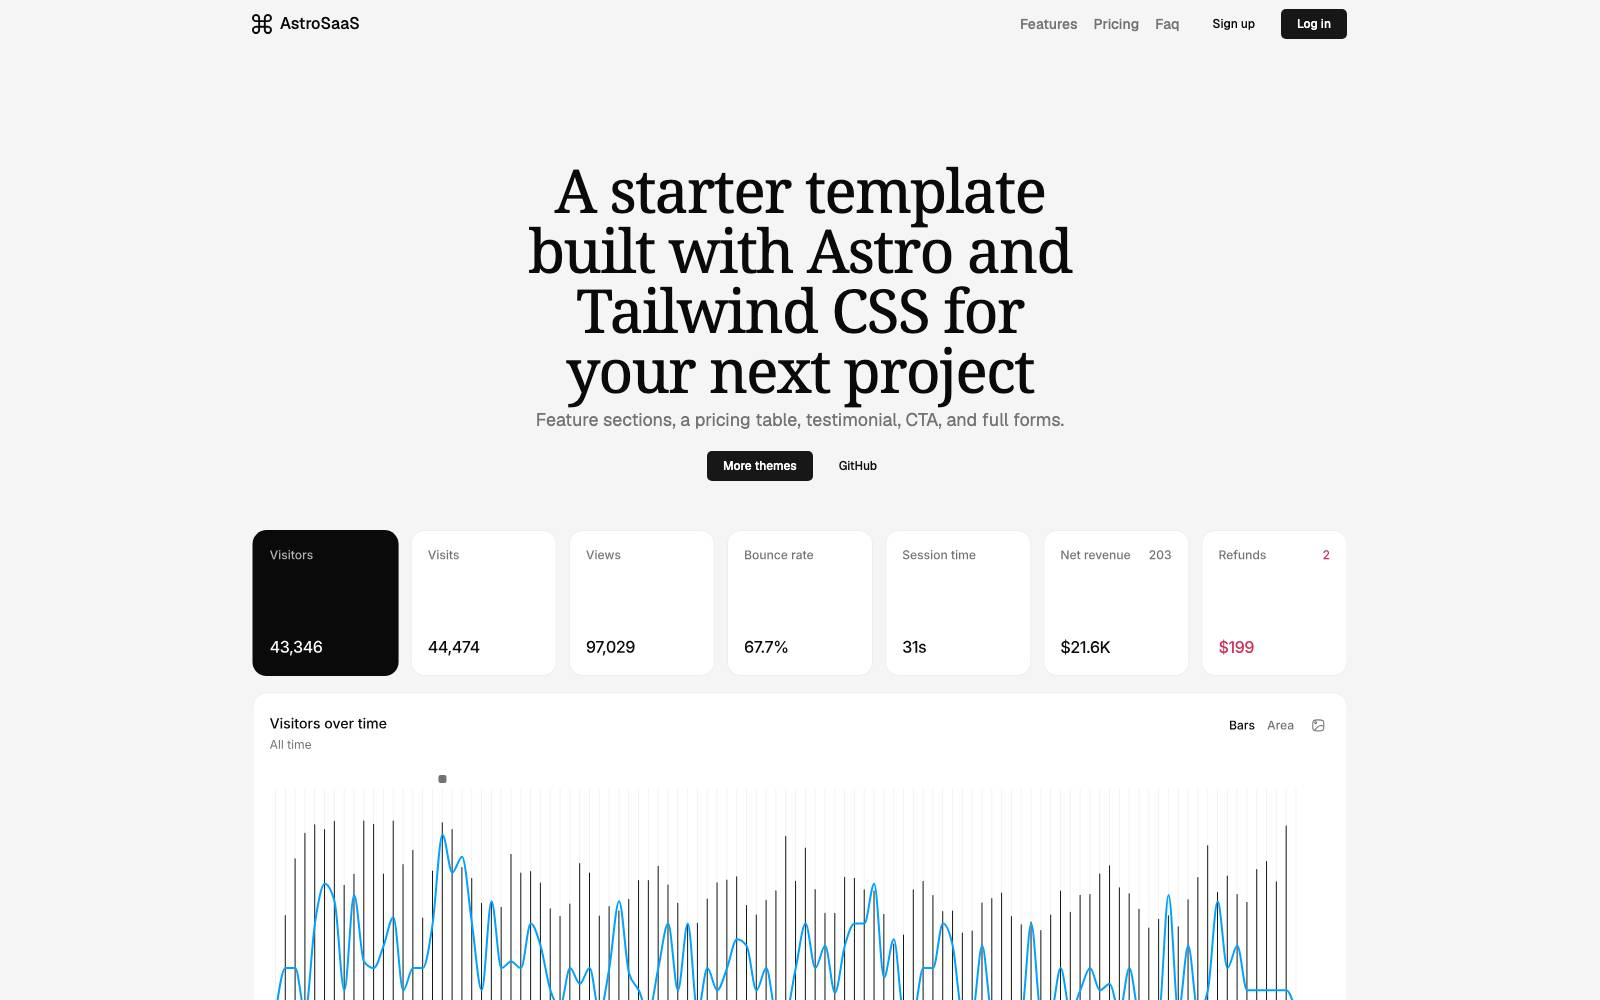 AstroSaaS
Features Pricing Faq Sign up Log in
A starter template
built with Astro and
Tailwind CSS for
your next project
Feature sections, a pricing table, testimonial, CTA, and full forms.
More themes GitHub
Visitors Visits Views Bounce rate Session time Net revenue 203 Refunds 2
43,346 44,474 97,029 67.7% 31s $21.6K $199
Visitors over time Bars Area
All time